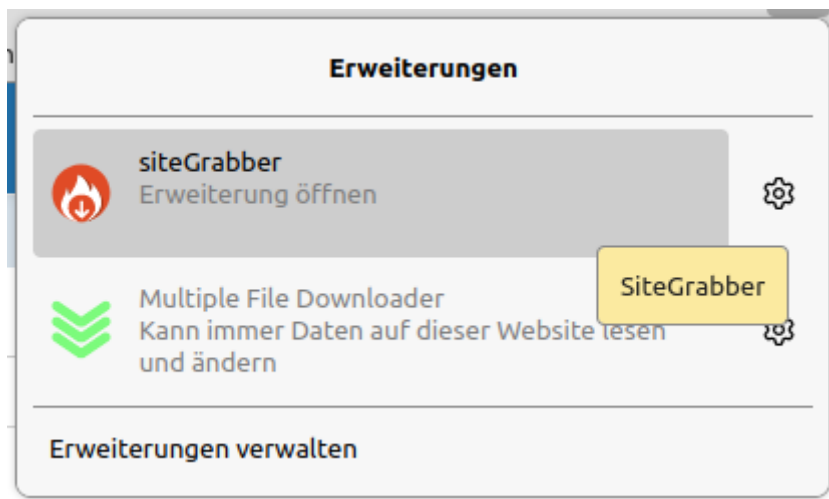 Erweiterungen
siteGrabber
Erweiterung öffnen
SiteGrabber
Multiple File Downloader
Kann immer Daten auf dieser Website lesen
und ändern
Erweiterungen verwalten